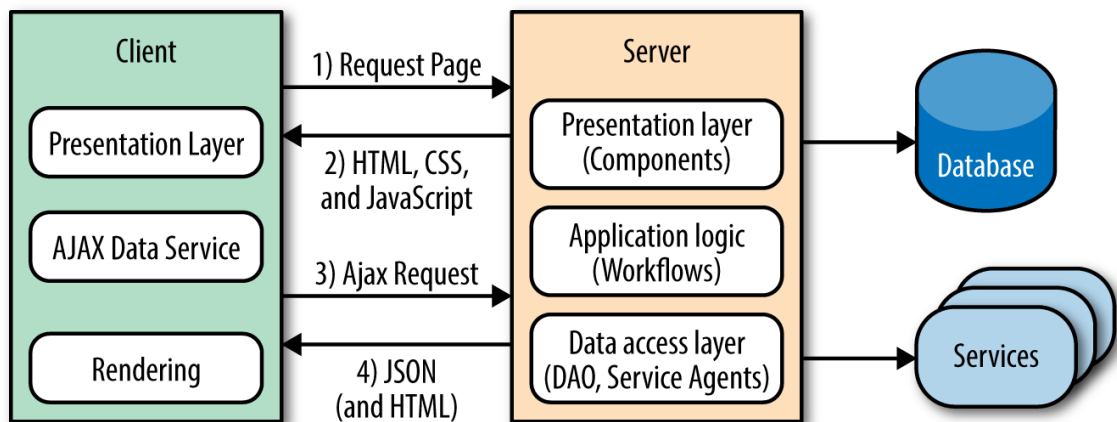 Client
Presentation Layer
AJAX Data Service
Rendering
1) Request Page
2) HTML, CSS,
and JavaScript
3) Ajax Request
4) JSON
(and HTML)
Server
Presentation layer
(Components)
Application logic
(Workflows)
Data access layer
(DAO, Service Agents)
Database
Services